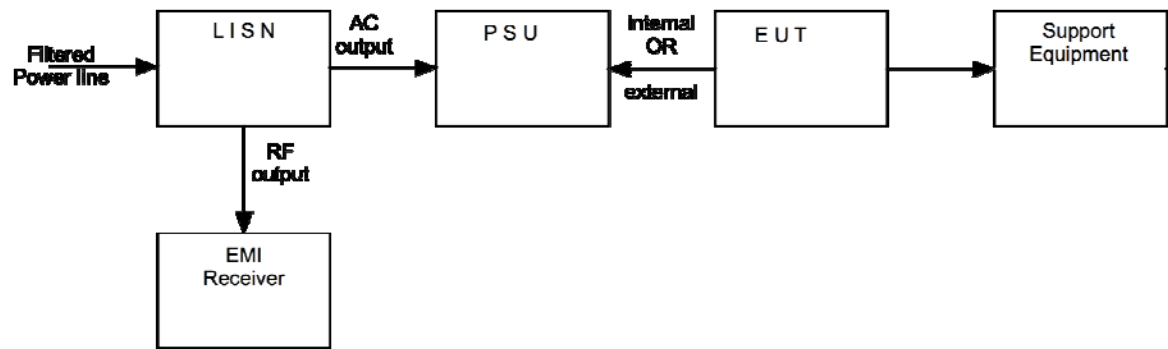 Filtered
Power line
L I S N
AC
output
P S U
Internal
OR
external
E U T
Support
Equipment
RF
output
EMI
Receiver